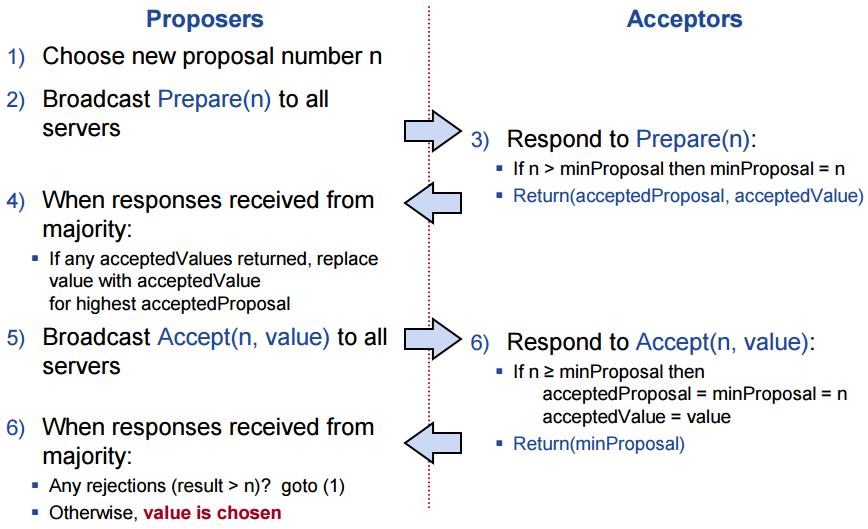 Proposers
1) Choose new proposal number n
2) Broadcast Prepare(n) to all
servers
4) When responses received from
majority:
▪ If any acceptedValues returned, replace
value with acceptedValue
for highest acceptedProposal
5) Broadcast Accept(n, value) to all
servers
6) When responses received from
majority:
▪ Any rejections (result > n)? goto (1)
▪ Otherwise, value is chosen
Acceptors
3) Respond to Prepare(n):
▪ If n > minProposal then minProposal = n
▪ Return(acceptedProposal, acceptedValue)
6) Respond to Accept(n, value):
▪ If n ≥ minProposal then
acceptedProposal = minProposal = n
acceptedValue = value
▪ Return(minProposal)